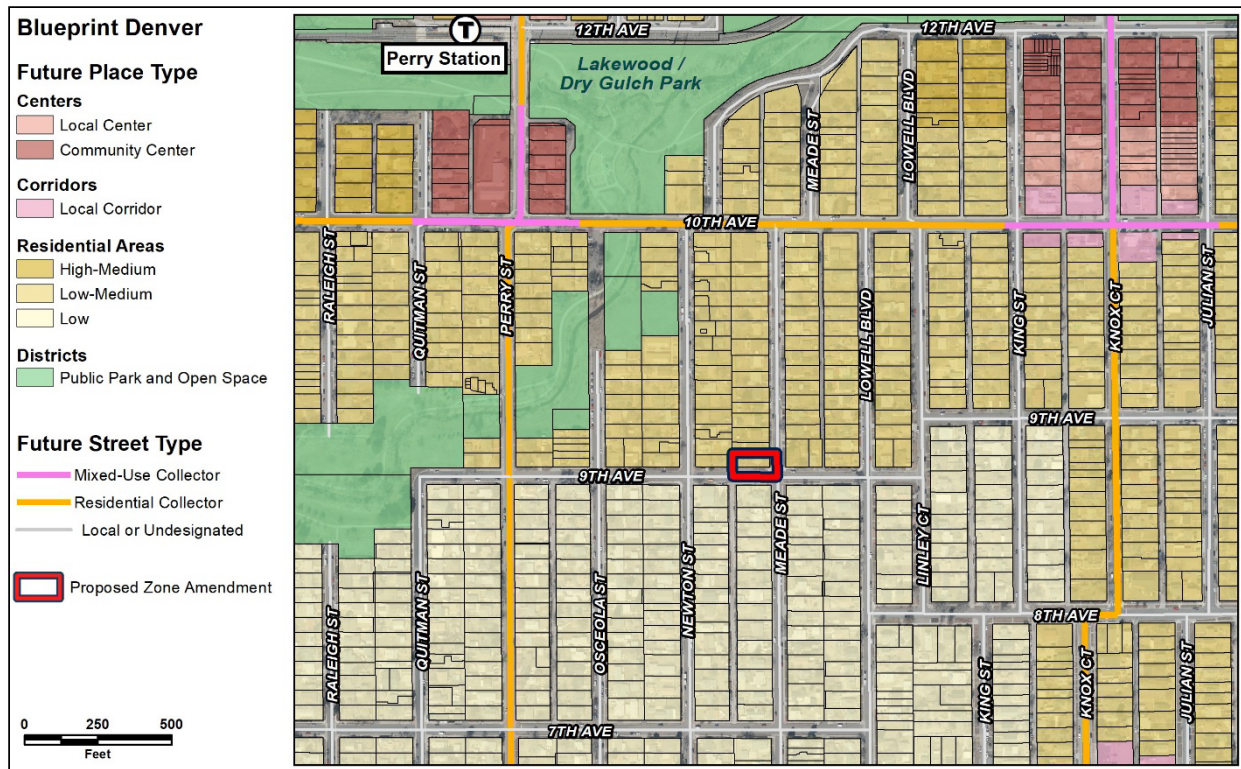 Blueprint Denver
Future Place Type
Centers
Local Center
Community Center
Corridors
Local Corridor
Residential Areas
High-Medium
Low-Medium
Low
Districts
Public Park and Open Space
Future Street Type
Mixed-Use Collector
Residential Collector
Local or Undesignated
Proposed Zone Amendment
0 250 500
Feet
T
Perry Station
12TH AVE
12TH AVE
Lakewood /
Dry Gulch Park
MEADE ST
LOWELL BLVD
10TH AVE
RALEIGH ST
QUITMAN ST
PERRY ST
LOWELL BLVD
KING ST
KNOX CT
JULIAN ST
9TH AVE
9TH AVE
RALEIGH ST
QUITMAN ST
OSCEOLA ST
NEWTON ST
MEADE ST
LINLEY CT
8TH AVE
KING ST
KNOX CT
JULIAN ST
7TH AVE